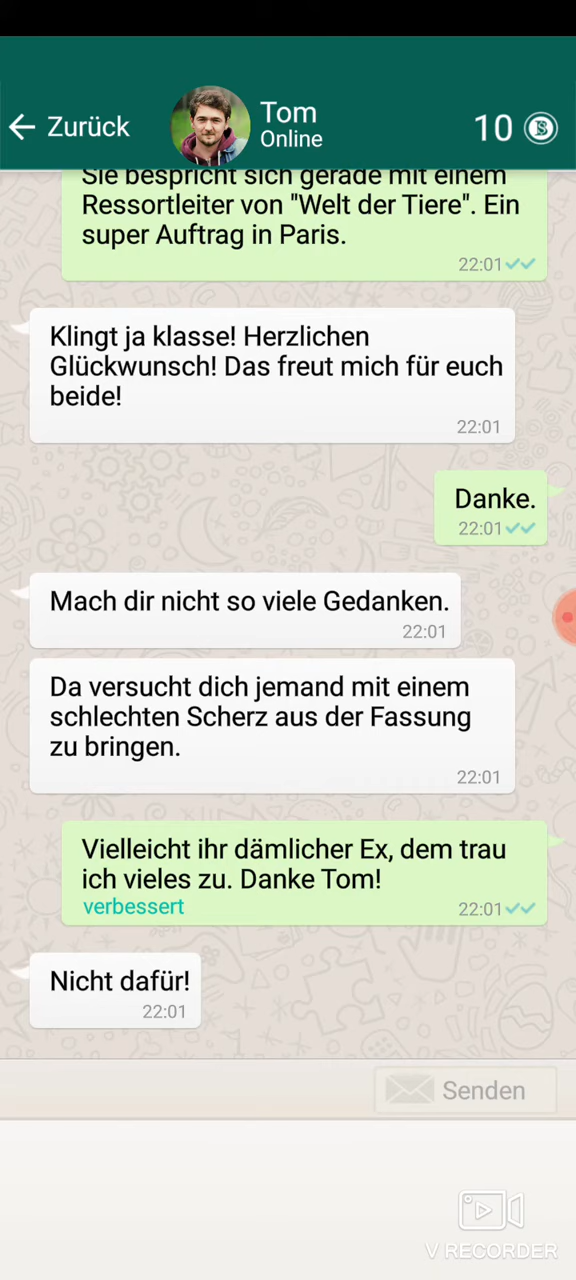 ← Zurück
Tom
Online
10
Sie bespricht sich gerade mit einem
Ressortleiter von "Welt der Tiere". Ein
super Auftrag in Paris.
22:01
Klingt ja klasse! Herzlichen
Glückwunsch! Das freut mich für euch
beide!
22:01
Danke.
22:01
Mach dir nicht so viele Gedanken.
22:01
Da versucht dich jemand mit einem
schlechten Scherz aus der Fassung
zu bringen.
22:01
Vielleicht ihr dämlicher Ex, dem trau
ich vieles zu. Danke Tom!
verbessert
22:01
Nicht dafür!
22:01
Senden
V RECORDER